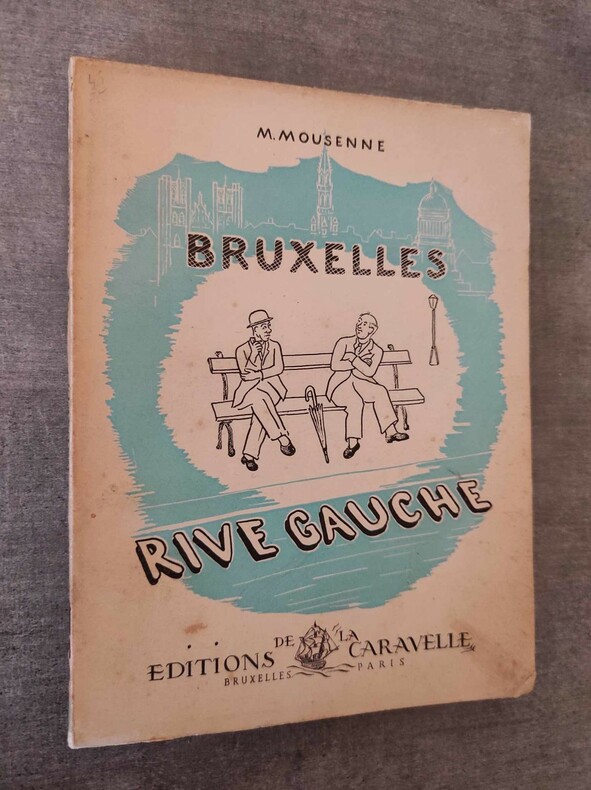 M. MOUSENNE
BRUXELLES
RIVE GAUCHE
EDITIONS DE LA CARAVELLE
BRUXELLES PARIS